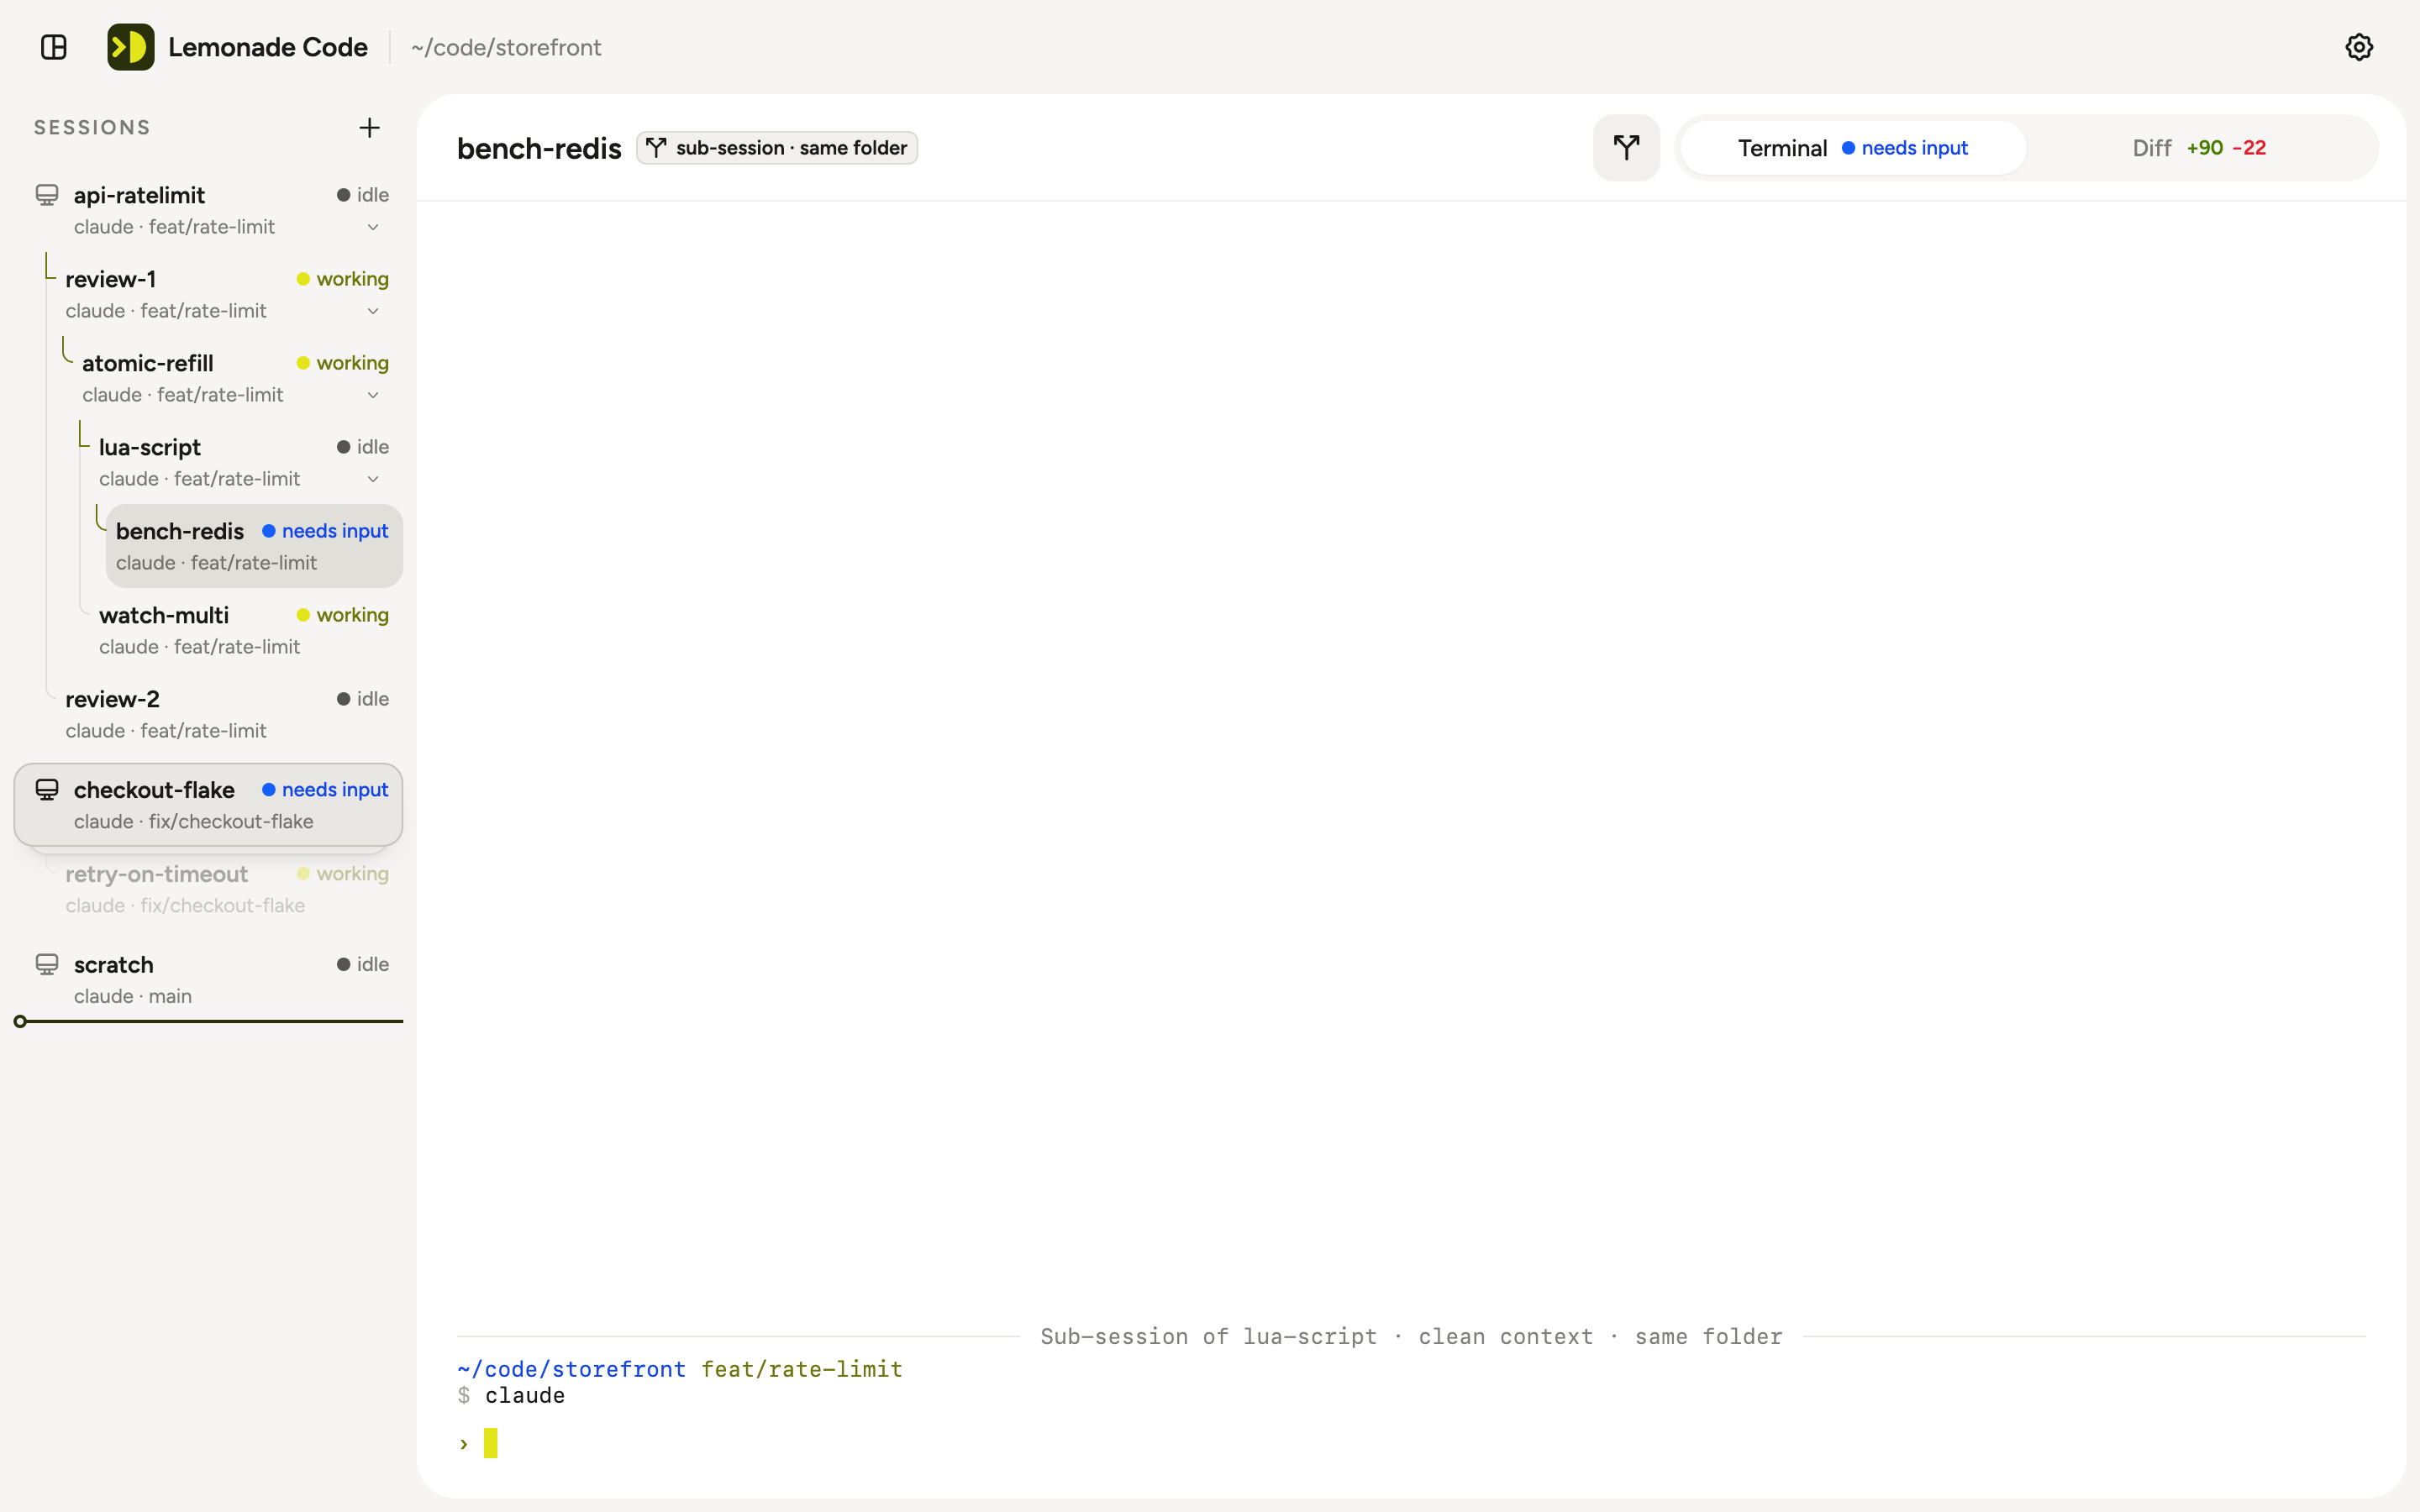 Lemonade Code
~/code/storefront
SESSIONS
api-ratelimit idle
claude · feat/rate-limit
review-1 working
claude · feat/rate-limit
atomic-refill working
claude · feat/rate-limit
lua-script idle
claude · feat/rate-limit
bench-redis needs input
claude · feat/rate-limit
watch-multi working
claude · feat/rate-limit
review-2 idle
claude · feat/rate-limit
checkout-flake needs input
claude · fix/checkout-flake
retry-on-timeout working
claude · fix/checkout-flake
scratch idle
claude · main
bench-redis sub-session · same folder
Terminal needs input
Diff +90 -22
Sub-session of lua-script · clean context · same folder
~/code/storefront feat/rate-limit
$ claude
›